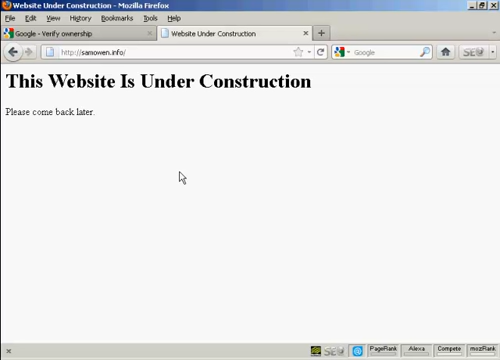 Website Under Construction - Mozilla Firefox
File Edit View History Bookmarks Tools Help
Google - Verify ownership
Website Under Construction
http://samowen.info/
Google
This Website Is Under Construction
Please come back later.
PageRank Alexa Compete mozRank